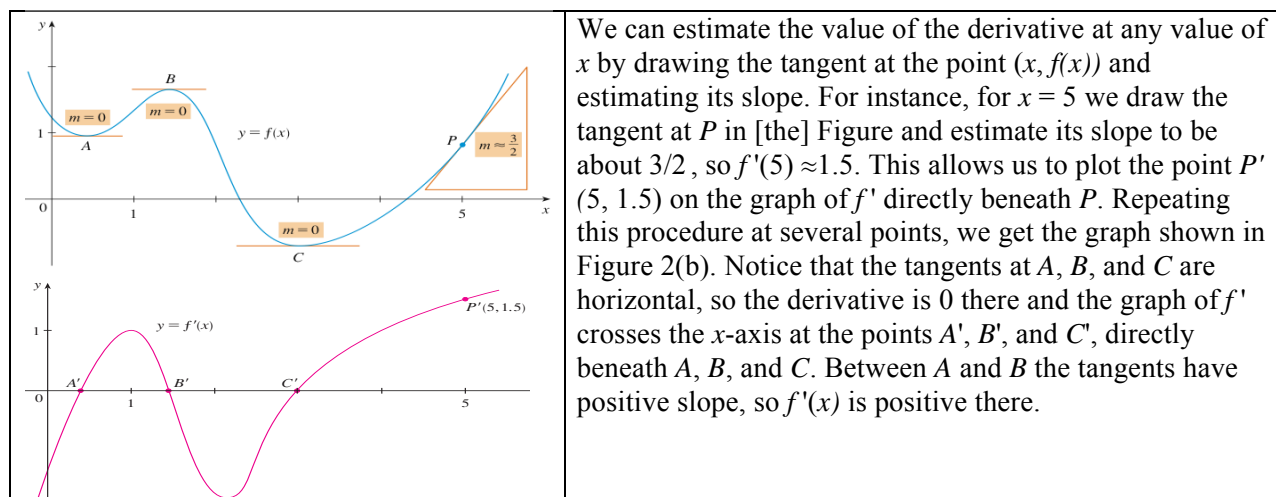 y
B
m = 0
m = 0
1
A
y = f(x)
P
m ≈ 3/2
0
1
5
x
m = 0
C
y
y = f′(x)
P′(5, 1.5)
1
A′
B′
C′
0
1
5
We can estimate the value of the derivative at any value of
x by drawing the tangent at the point (x, f(x)) and
estimating its slope. For instance, for x = 5 we draw the
tangent at P in [the] Figure and estimate its slope to be
about 3/2 , so f '(5) ≈1.5. This allows us to plot the point P'
(5, 1.5) on the graph of f ' directly beneath P. Repeating
this procedure at several points, we get the graph shown in
Figure 2(b). Notice that the tangents at A, B, and C are
horizontal, so the derivative is 0 there and the graph of f '
crosses the x-axis at the points A', B', and C', directly
beneath A, B, and C. Between A and B the tangents have
positive slope, so f '(x) is positive there.